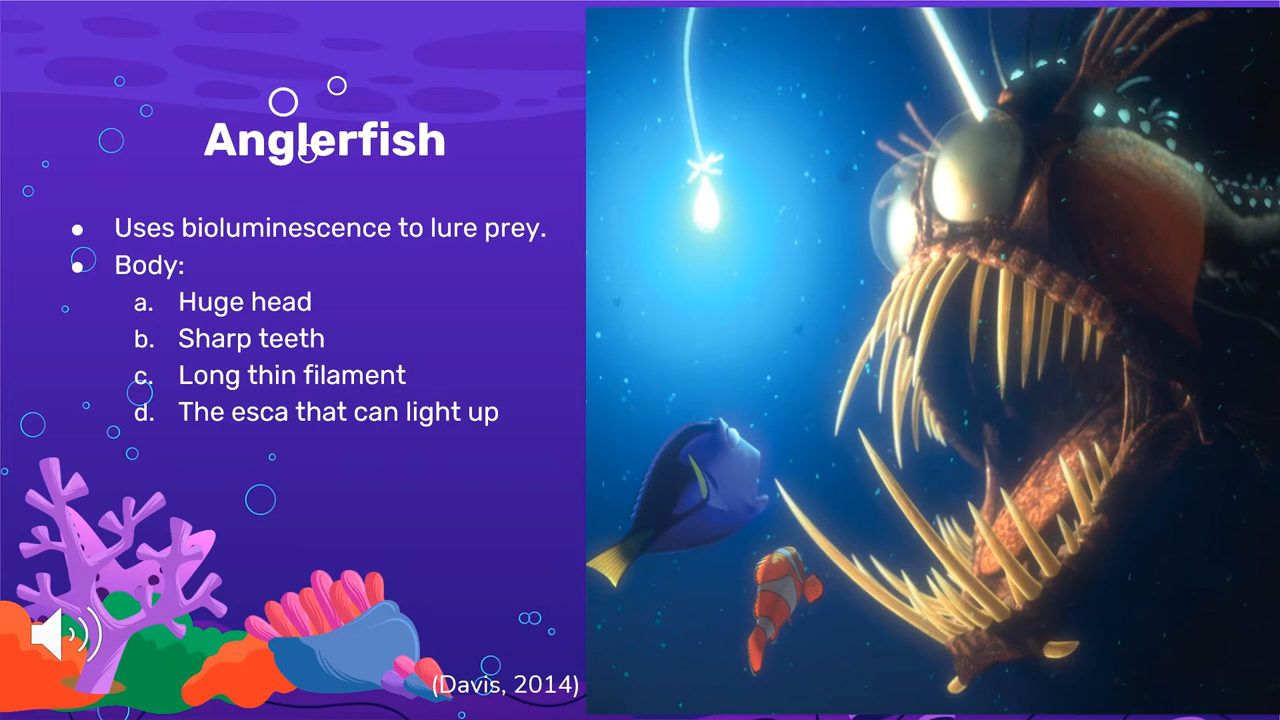 Anglerfish
● Uses bioluminescence to lure prey.
● Body:
a. Huge head
b. Sharp teeth
c. Long thin filament
d. The esca that can light up
(Davis, 2014)